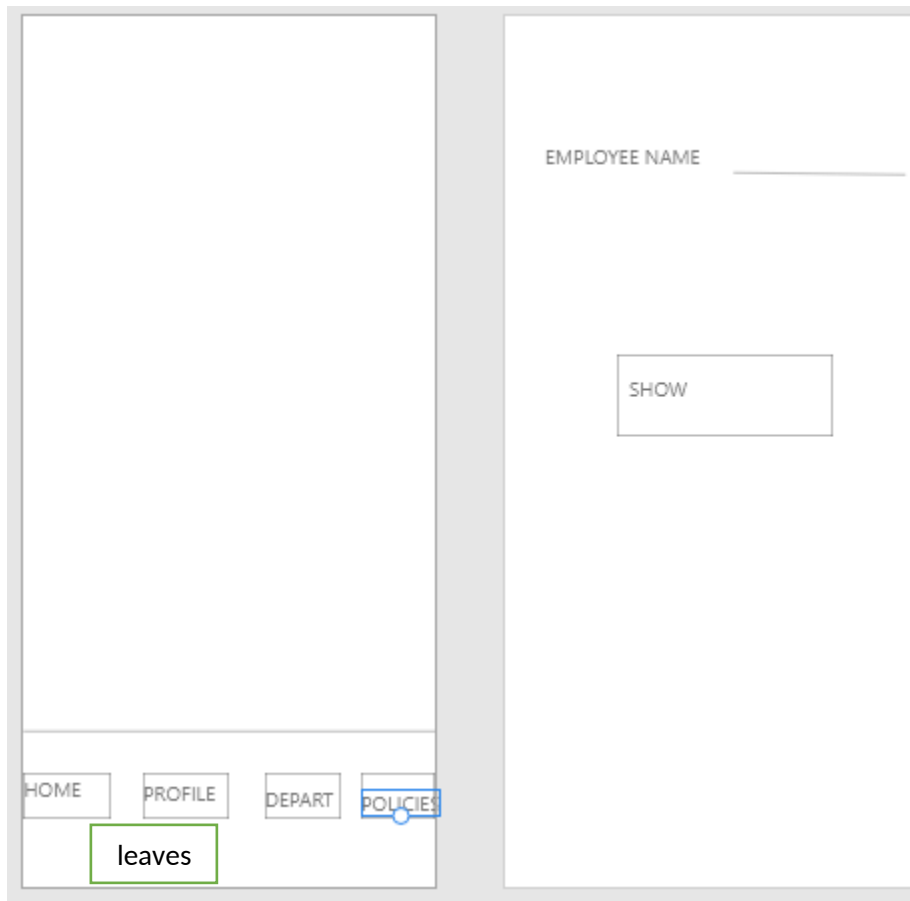 EMPLOYEE NAME
SHOW
HOME
PROFILE
DEPART
POLICIES
leaves